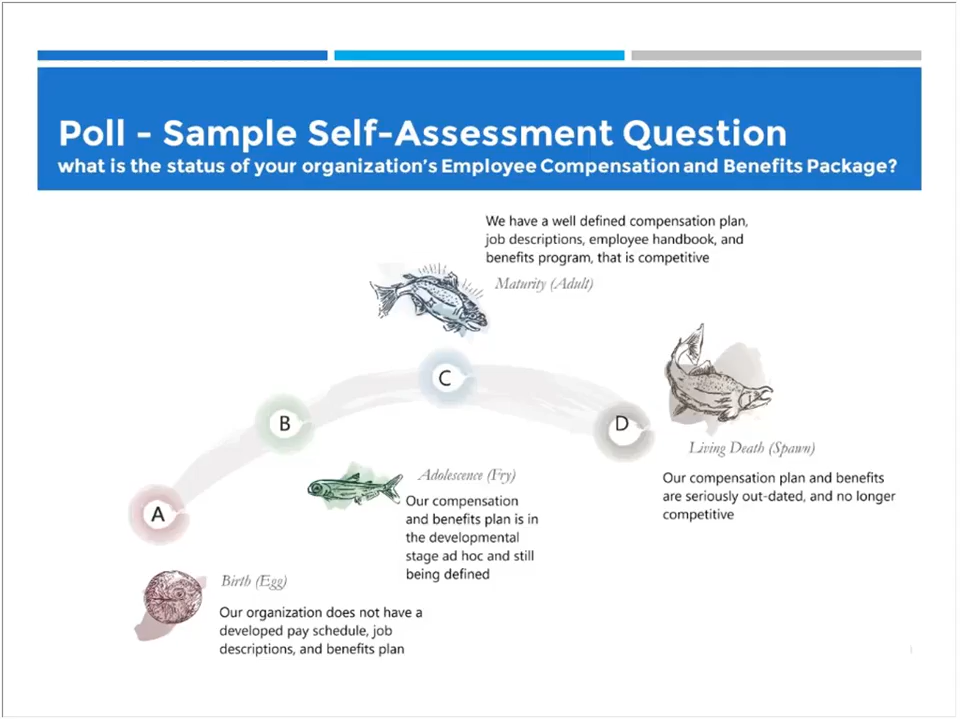 Poll - Sample Self-Assessment Question
what is the status of your organization's Employee Compensation and Benefits Package?
We have a well defined compensation plan,
job descriptions, employee handbook, and
benefits program, that is competitive
Maturity (Adult)
C
B
D
Living Death (Spawn)
Our compensation plan and benefits
are seriously out-dated, and no longer
competitive
Adolescence (Fry)
Our compensation
and benefits plan is in
the developmental
stage ad hoc and still
being defined
A
Birth (Egg)
Our organization does not have a
developed pay schedule, job
descriptions, and benefits plan